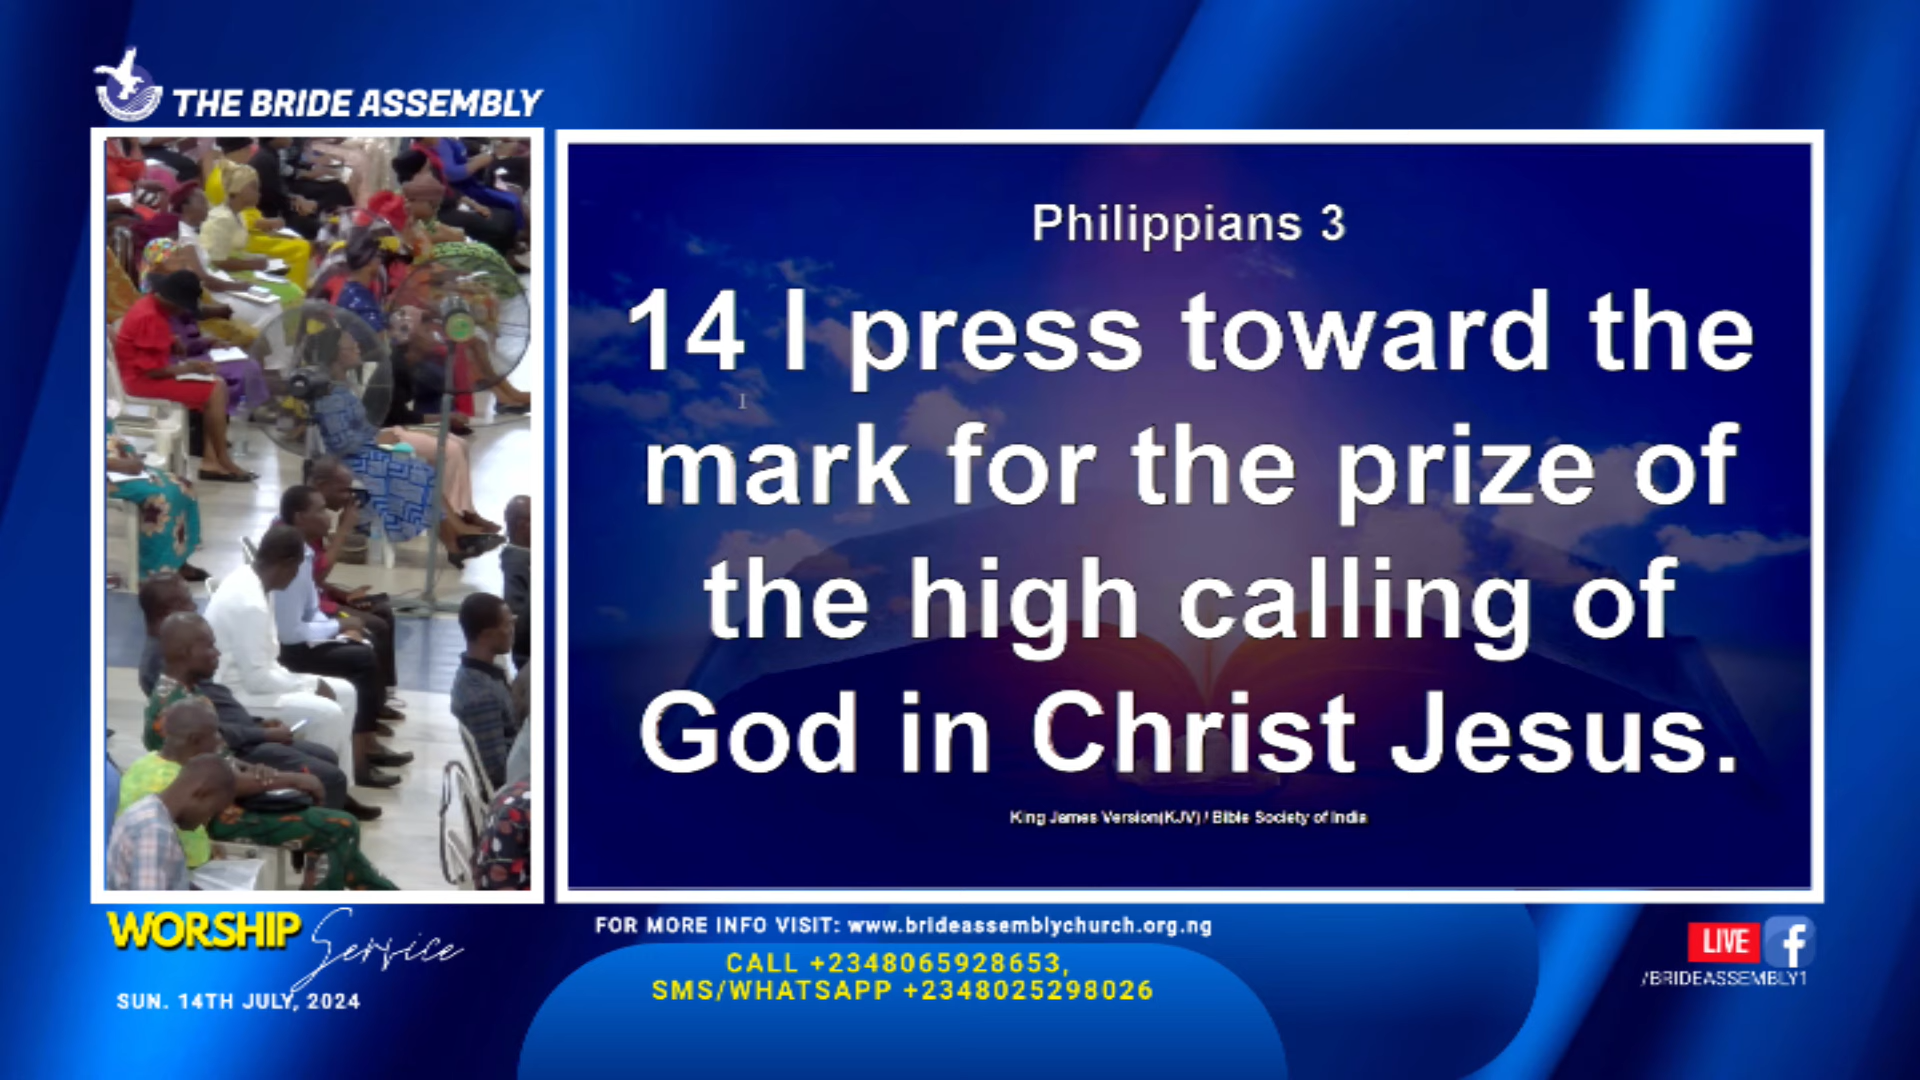 THE BRIDE ASSEMBLY
Philippians 3
14 I press toward the
mark for the prize of
the high calling of
God in Christ Jesus.
King James Version(KJV) / Bible Society of India
WORSHIP Service
SUN. 14TH JULY, 2024
FOR MORE INFO VISIT: www.brideassemblychurch.org.ng
CALL +2348065928653,
SMS/WHATSAPP +2348025298026
LIVE f
/BRIDEASSEMBLY1